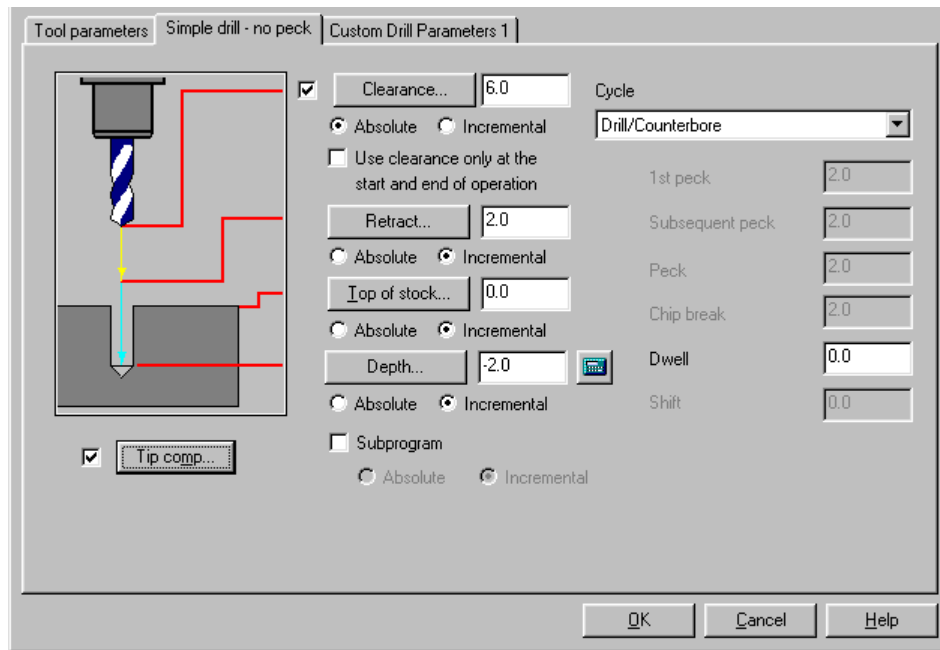 Tool parameters
Simple drill - no peck
Custom Drill Parameters 1
Clearance...
6.0
Absolute
Incremental
Use clearance only at the
start and end of operation
Retract...
2.0
Absolute
Incremental
Top of stock...
0.0
Absolute
Incremental
Depth...
-2.0
Absolute
Incremental
Tip comp...
Subprogram
Absolute
Incremental
Cycle
Drill/Counterbore
1st peck
2.0
Subsequent peck
2.0
Peck
2.0
Chip break
2.0
Dwell
0.0
Shift
0.0
OK
Cancel
Help